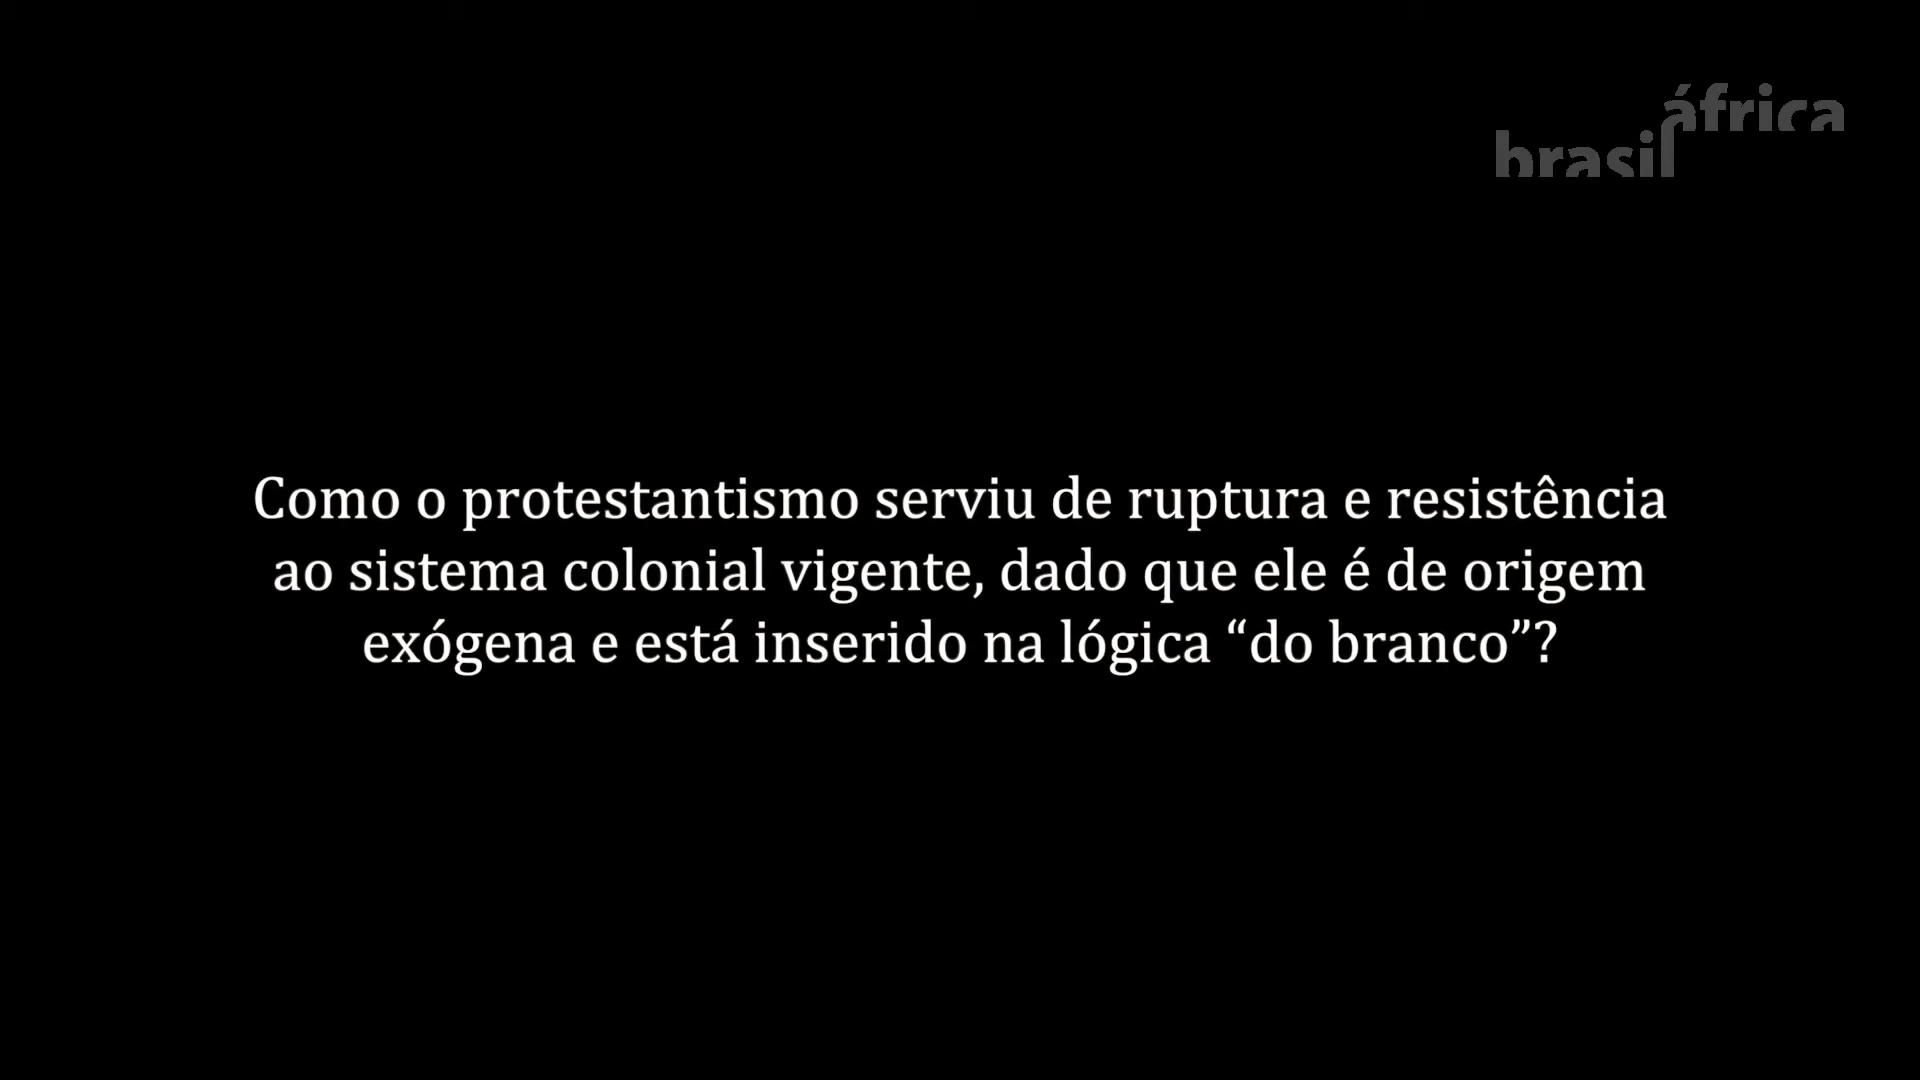 áfrica
brasil
Como o protestantismo serviu de ruptura e resistência
ao sistema colonial vigente, dado que ele é de origem
exógena e está inserido na lógica “do branco”?